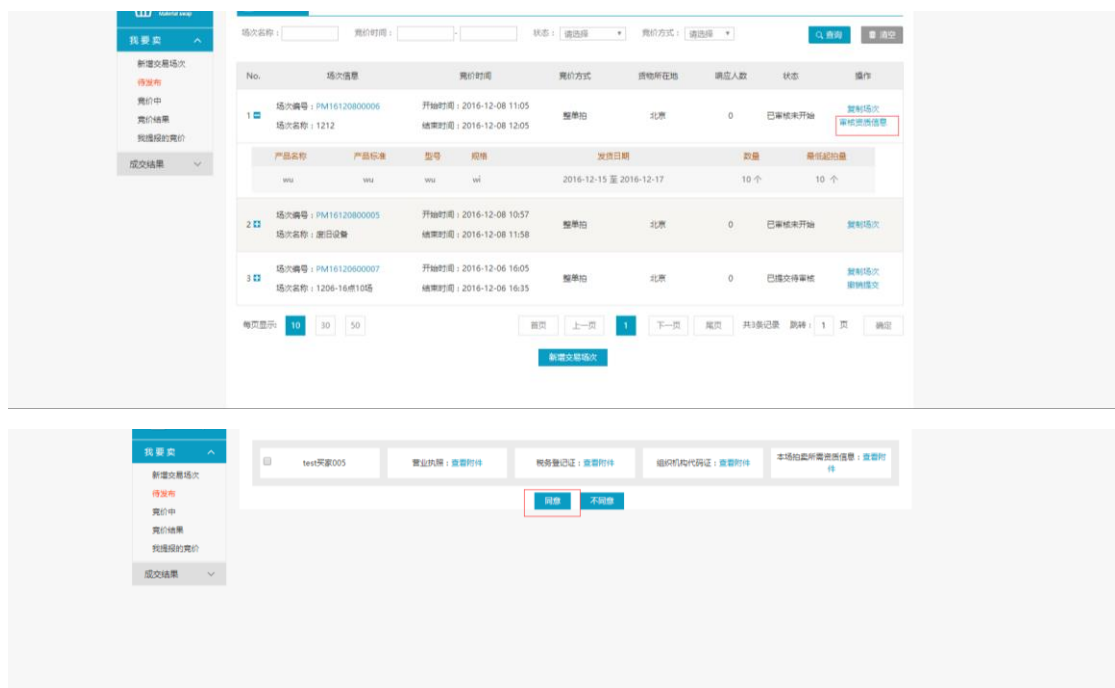 Material Swap
我要卖
新增交易场次
待发布
竞价中
竞价结果
我提报的竞价
成交结果
场次名称： 竞价时间： - 状态： 请选择 竞价方式： 请选择 查询 清空
No. 场次信息 竞价时间 竞价方式 货物所在地 响应人数 状态 操作
1 场次编号：PM16120800006 开始时间：2016-12-08 11:05 整单拍 北京 0 已审核未开始 复制场次
场次名称：1212 结束时间：2016-12-08 12:05 审核资质信息
产品名称 产品标准 型号 规格 发货日期 数量 最低起拍量
wu wu wu wi 2016-12-15 至 2016-12-17 10 个 10 个
2 场次编号：PM16120800005 开始时间：2016-12-08 10:57 整单拍 北京 0 已审核未开始 复制场次
场次名称：废旧设备 结束时间：2016-12-08 11:58
3 场次编号：PM16120600007 开始时间：2016-12-06 16:05 整单拍 北京 0 已提交待审核 复制场次
场次名称：1206-16点10场 结束时间：2016-12-06 16:35 撤销提交
每页显示: 10 30 50 首页 上一页 1 下一页 尾页 共3条记录 跳转： 1 页 确定
新增交易场次
我要卖
新增交易场次
待发布
竞价中
竞价结果
我提报的竞价
成交结果
test买家005 营业执照：查看附件 税务登记证：查看附件 组织机构代码证：查看附件 本场拍卖所需资质信息：查看附
件
同意 不同意